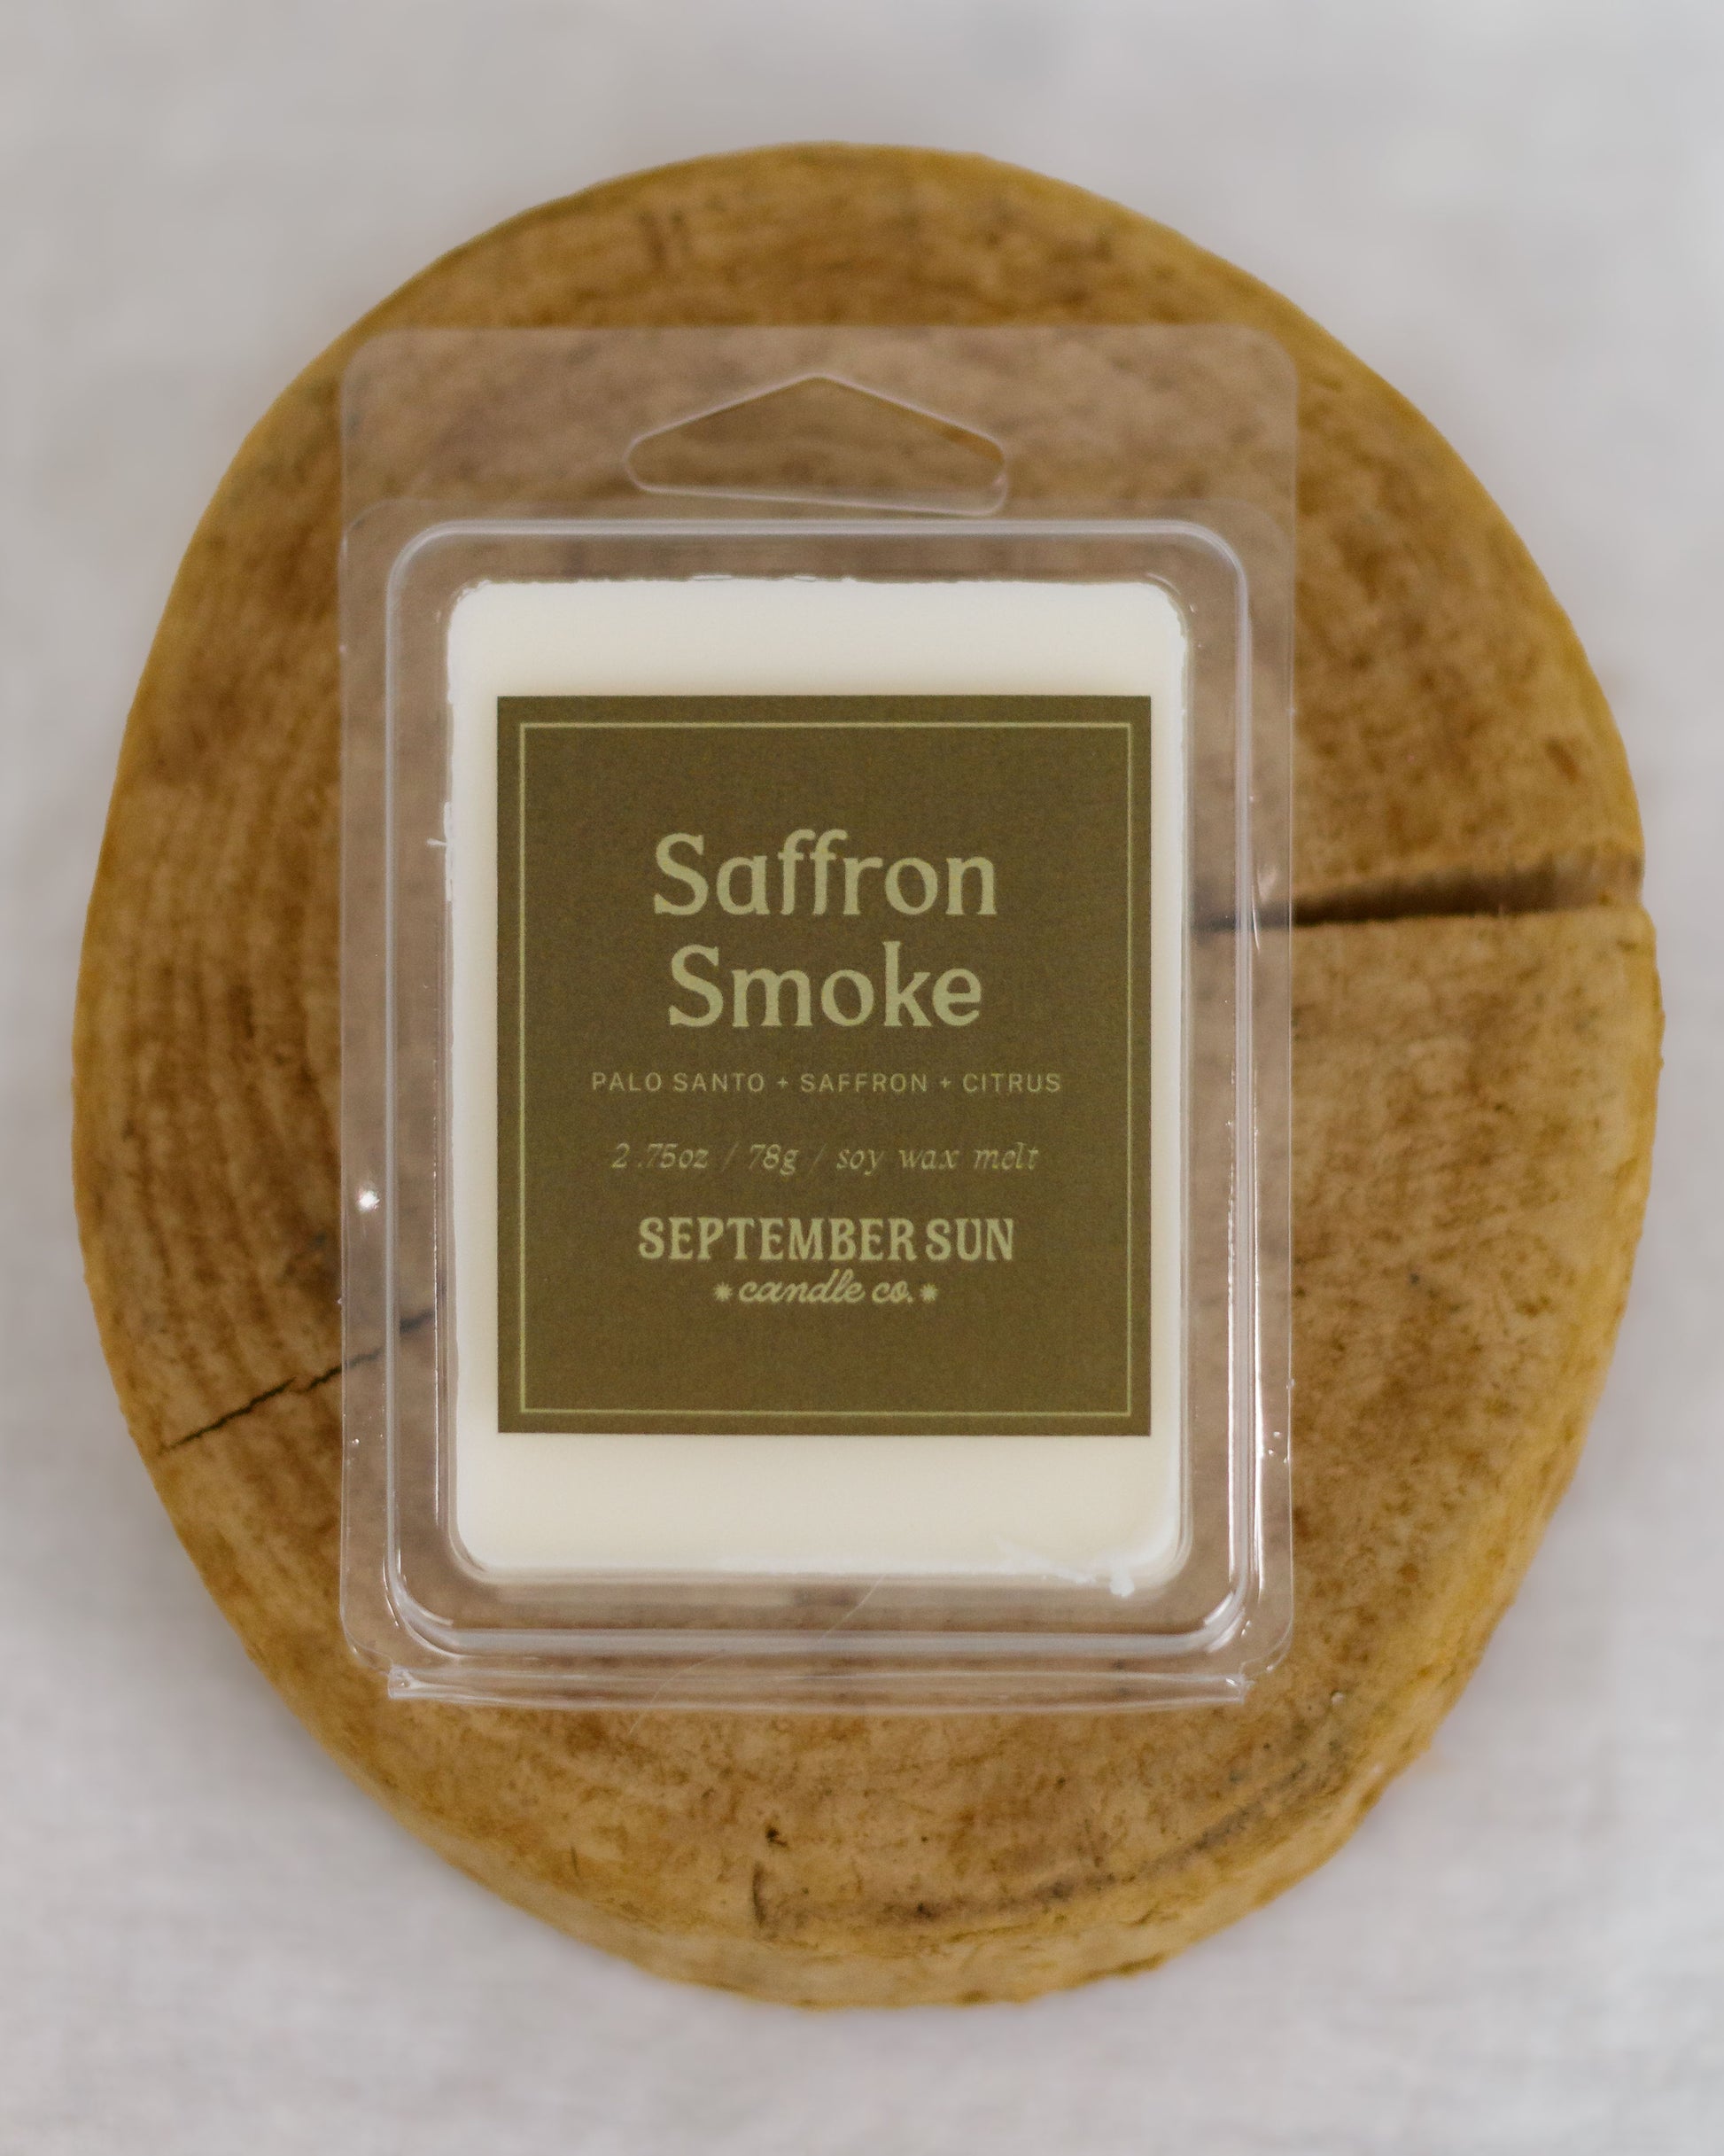 Saffron
Smoke
PALO SANTO + SAFFRON + CITRUS
2.75oz / 78g / soy wax melt
SEPTEMBER SUN
*candle co.*